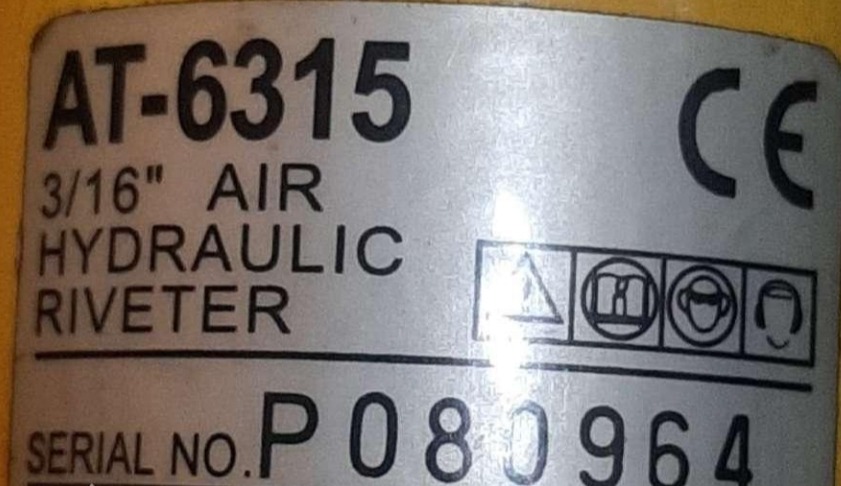 AT-6315
CE
3/16" AIR
HYDRAULIC
RIVETER
SERIAL NO. P080964